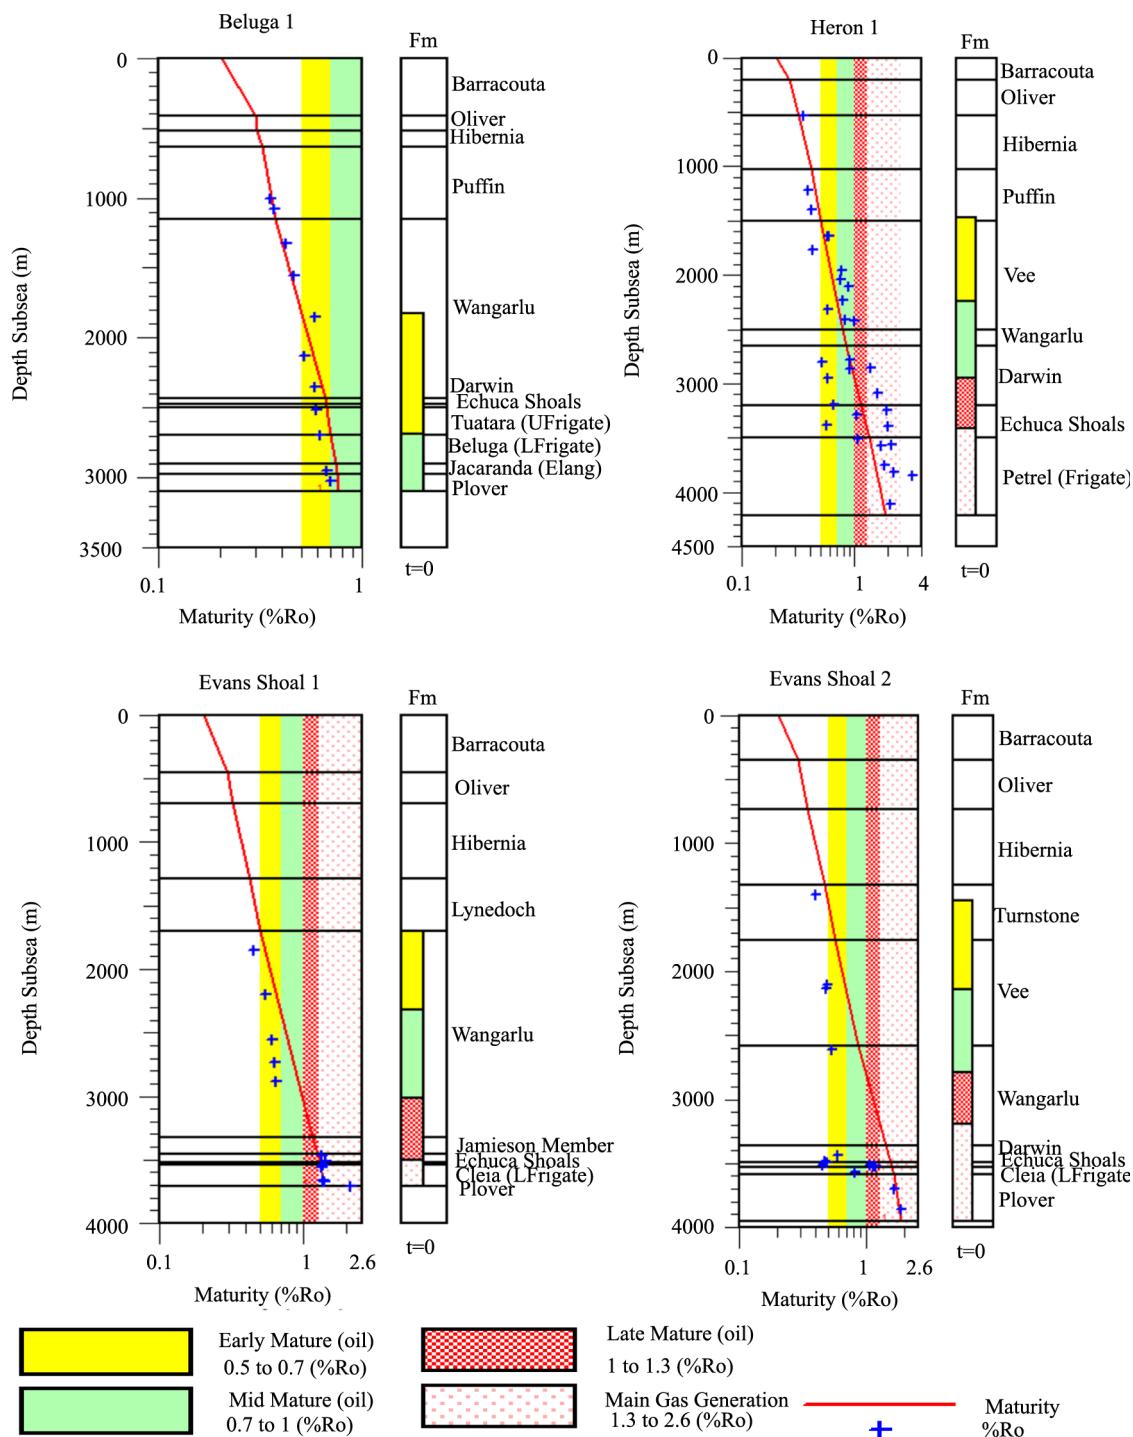 Beluga 1
Fm
0
1000
2000
3000
3500
Depth Subsea (m)
Barracouta
Oliver
Hibernia
Puffin
Wangarlu
Darwin
Echuca Shoals
Tuatara (UFrigate)
Beluga (LFrigate)
Jacaranda (Elang)
Plover
0.1
1
t=0
Maturity (%Ro)
Heron 1
Fm
0
1000
2000
3000
4000
4500
Depth Subsea (m)
Barracouta
Oliver
Hibernia
Puffin
Vee
Wangarlu
Darwin
Echuca Shoals
Petrel (Frigate)
0.1
1
4
t=0
Maturity (%Ro)
Evans Shoal 1
Fm
0
1000
2000
3000
4000
Depth Subsea (m)
Barracouta
Oliver
Hibernia
Lynedoch
Wangarlu
Jamieson Member
Echuca Shoals
Cleia (LFrigate)
Plover
0.1
1
2.6
t=0
Maturity (%Ro)
Evans Shoal 2
Fm
0
1000
2000
3000
4000
Depth Subsea (m)
Barracouta
Oliver
Hibernia
Turnstone
Vee
Wangarlu
Darwin
Echuca Shoals
Cleia (LFrigate
Plover
0.1
1
2.6
t=0
Maturity (%Ro)
Early Mature (oil)
0.5 to 0.7 (%Ro)
Mid Mature (oil)
0.7 to 1 (%Ro)
Late Mature (oil)
1 to 1.3 (%Ro)
Main Gas Generation
1.3 to 2.6 (%Ro)
Maturity
%Ro